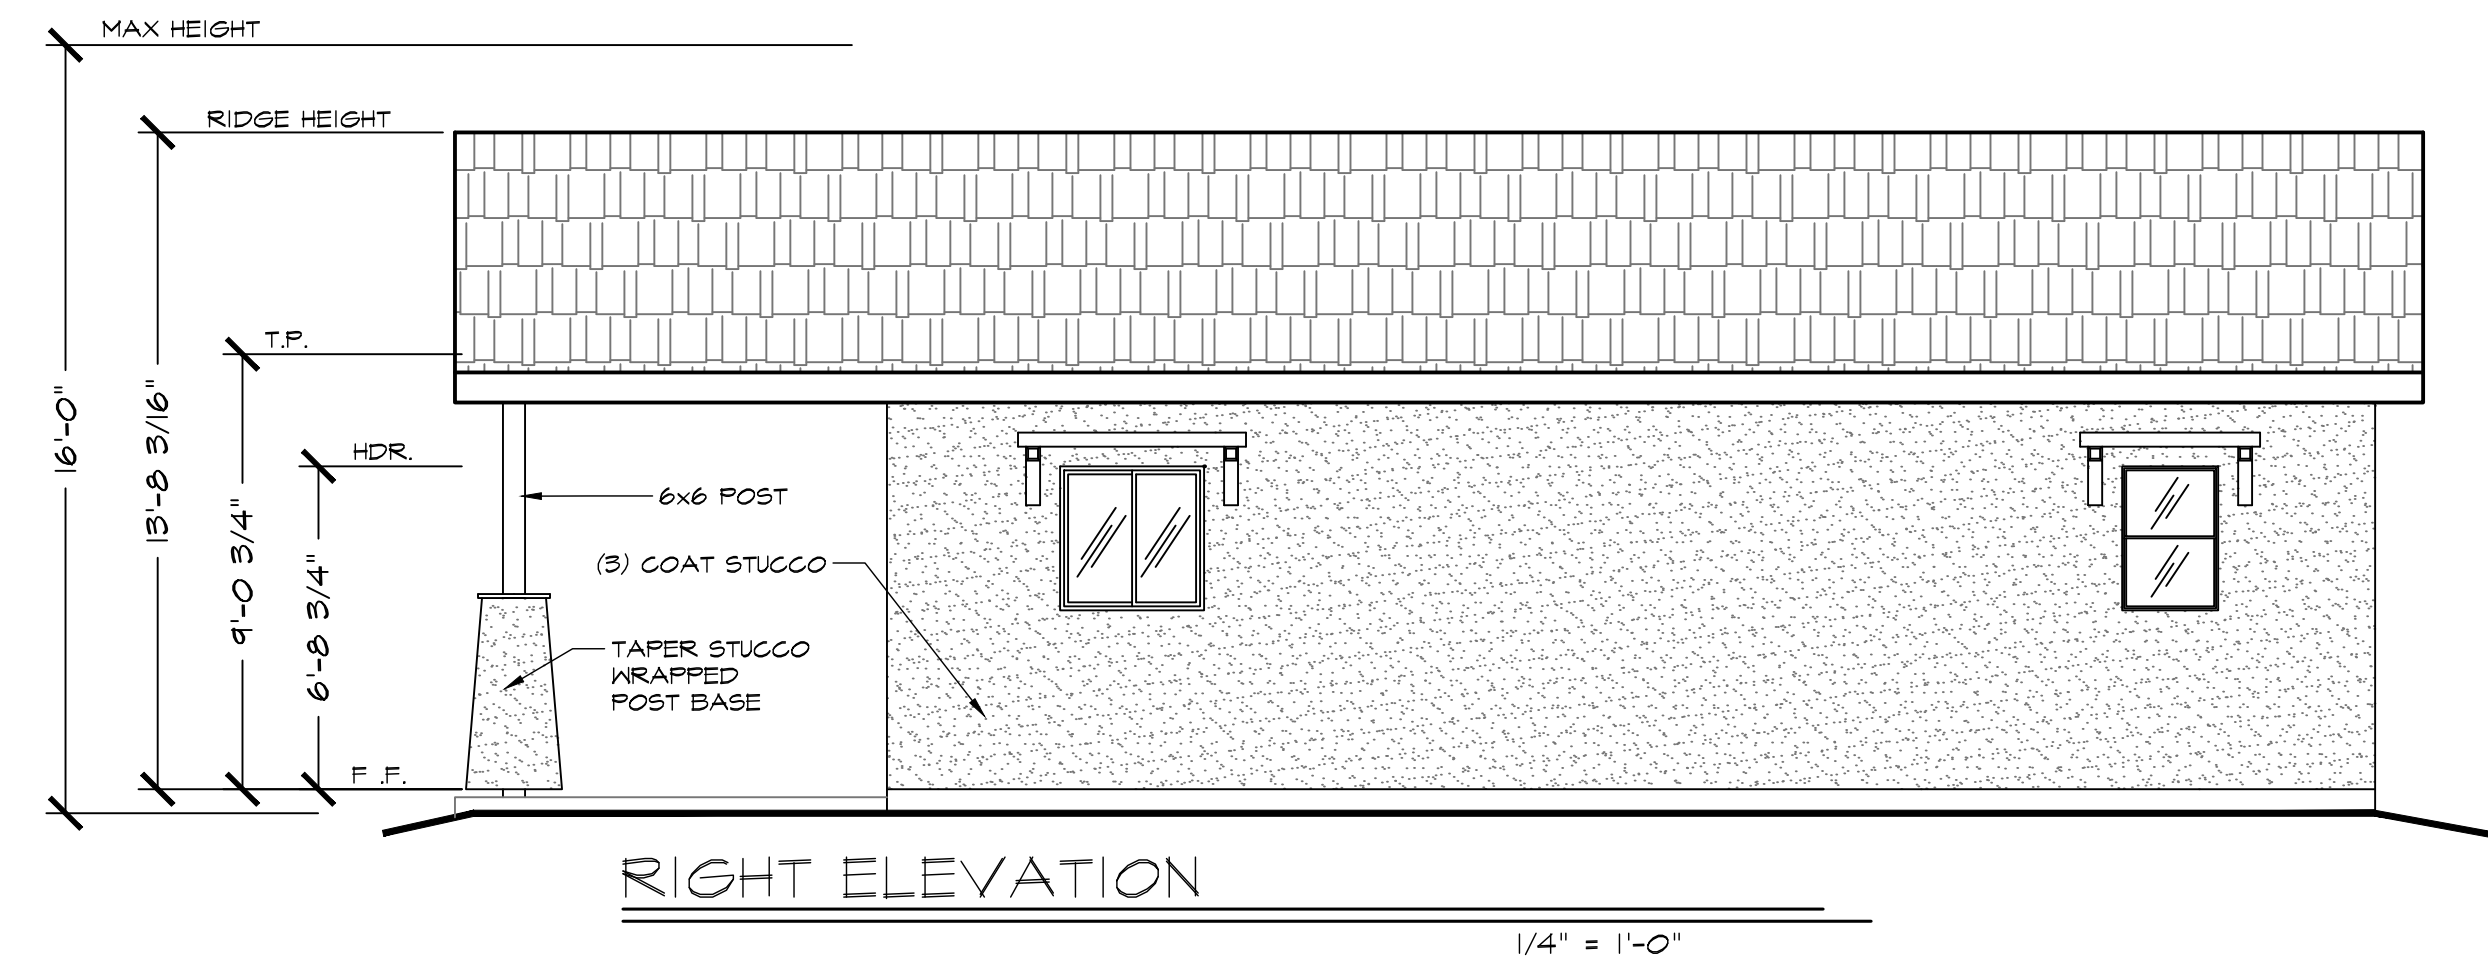 MAX HEIGHT
RIDGE HEIGHT
T.P.
HDR.
F .F.
16'-0"
13'-8 3/16"
9'-0 3/4"
6'-8 3/4"
6x6 POST
(3) COAT STUCCO
TAPER STUCCO
WRAPPED
POST BASE
RIGHT ELEVATION
1/4" = 1'-0"